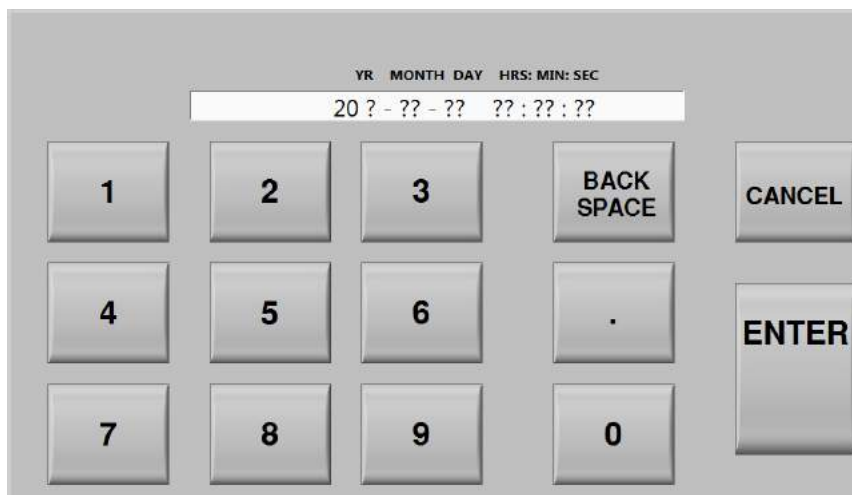 YR MONTH DAY HRS: MIN: SEC
20 ? - ?? - ?? ?? : ?? : ??
1 2 3 BACK SPACE CANCEL
4 5 6 . ENTER
7 8 9 0